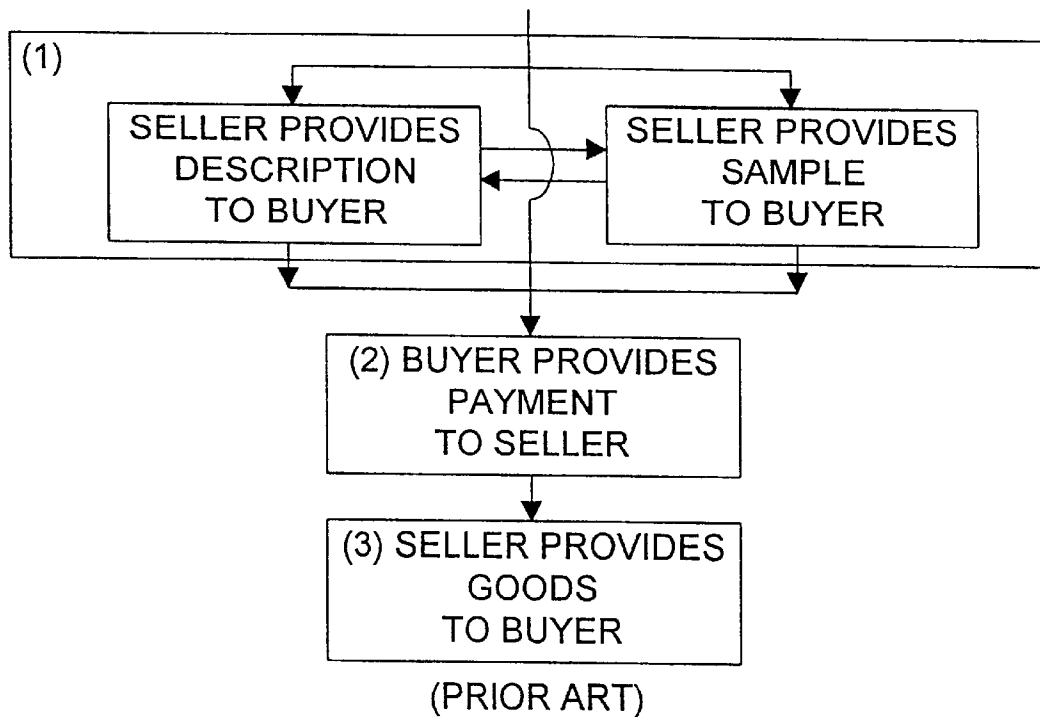 (1)
SELLER PROVIDES
DESCRIPTION
TO BUYER
SELLER PROVIDES
SAMPLE
TO BUYER
(2) BUYER PROVIDES
PAYMENT
TO SELLER
(3) SELLER PROVIDES
GOODS
TO BUYER
(PRIOR ART)